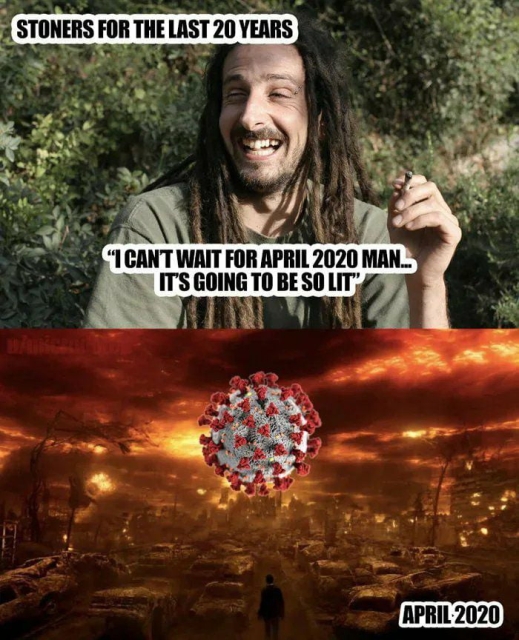 STONERS FOR THE LAST 20 YEARS
"I CAN'T WAIT FOR APRIL 2020 MAN...
IT'S GOING TO BE SO LIT"
APRIL 2020